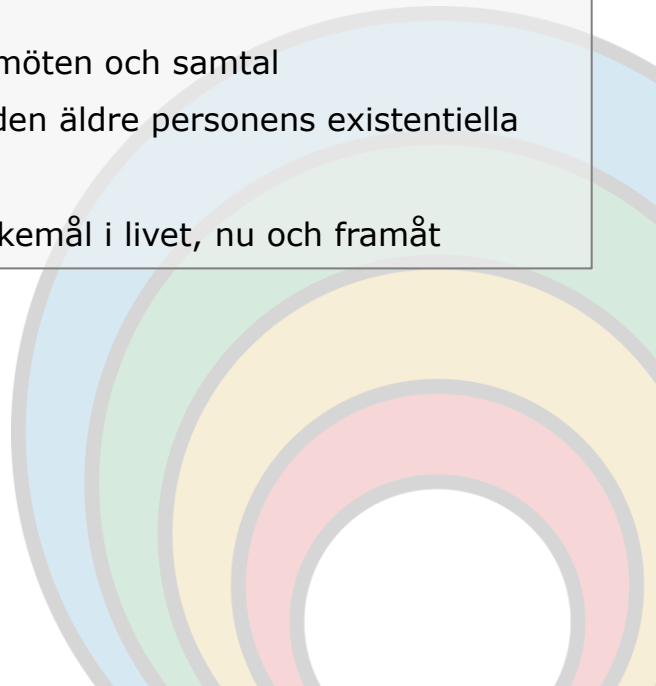 möten och samtal
den äldre personens existentiella
kemål i livet, nu och framåt